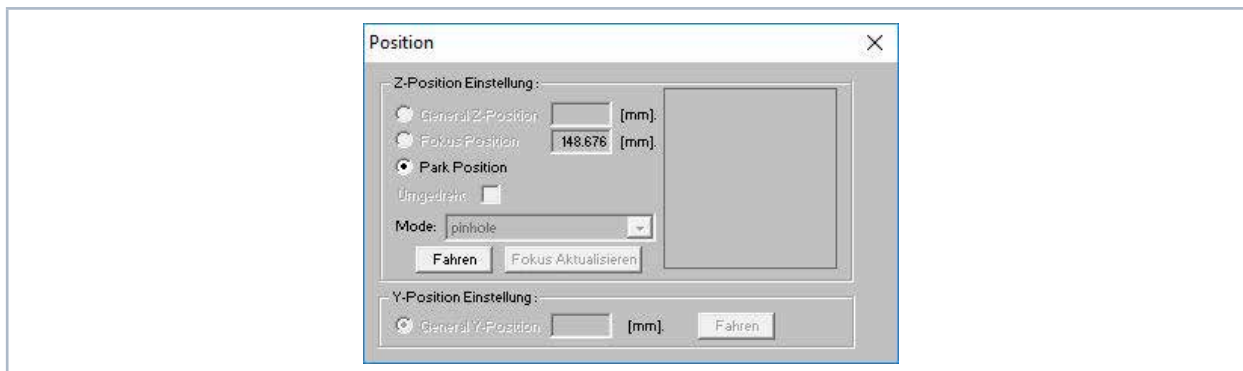 Position
Z-Position Einstellung:
General Z-Position [mm].
Fokus Position 148.676 [mm].
Park Position
Umgedreht
Mode: pinhole
Fahren Fokus Aktualisieren
Y-Position Einstellung:
General Y-Position [mm]. Fahren